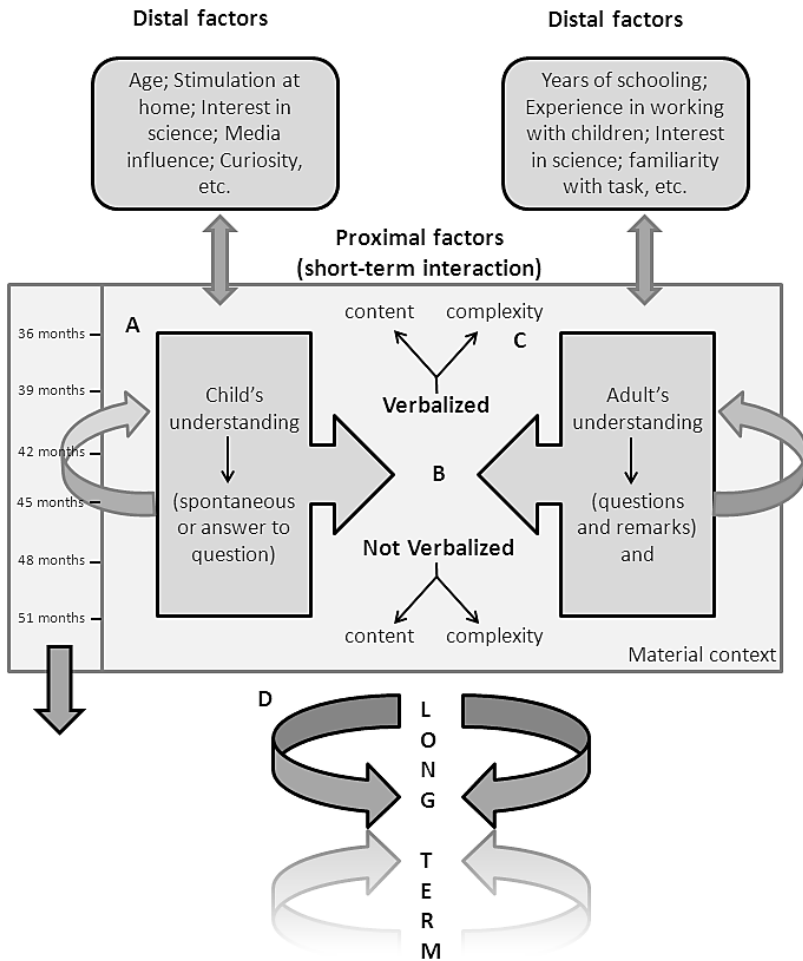 Distal factors
Age; Stimulation at
home; Interest in
science; Media
influence; Curiosity,
etc.
Distal factors
Years of schooling;
Experience in working
with children; Interest
in science; familiarity
with task, etc.
Proximal factors
(short-term interaction)
36 months
39 months
42 months
45 months
48 months
51 months
A
Child's
understanding
(spontaneous
or answer to
question)
content
complexity
Verbalized
B
Not Verbalized
content
complexity
C
Adult's
understanding
(questions
and remarks)
and
Material context
D
L
O
N
G
T
E
R
M